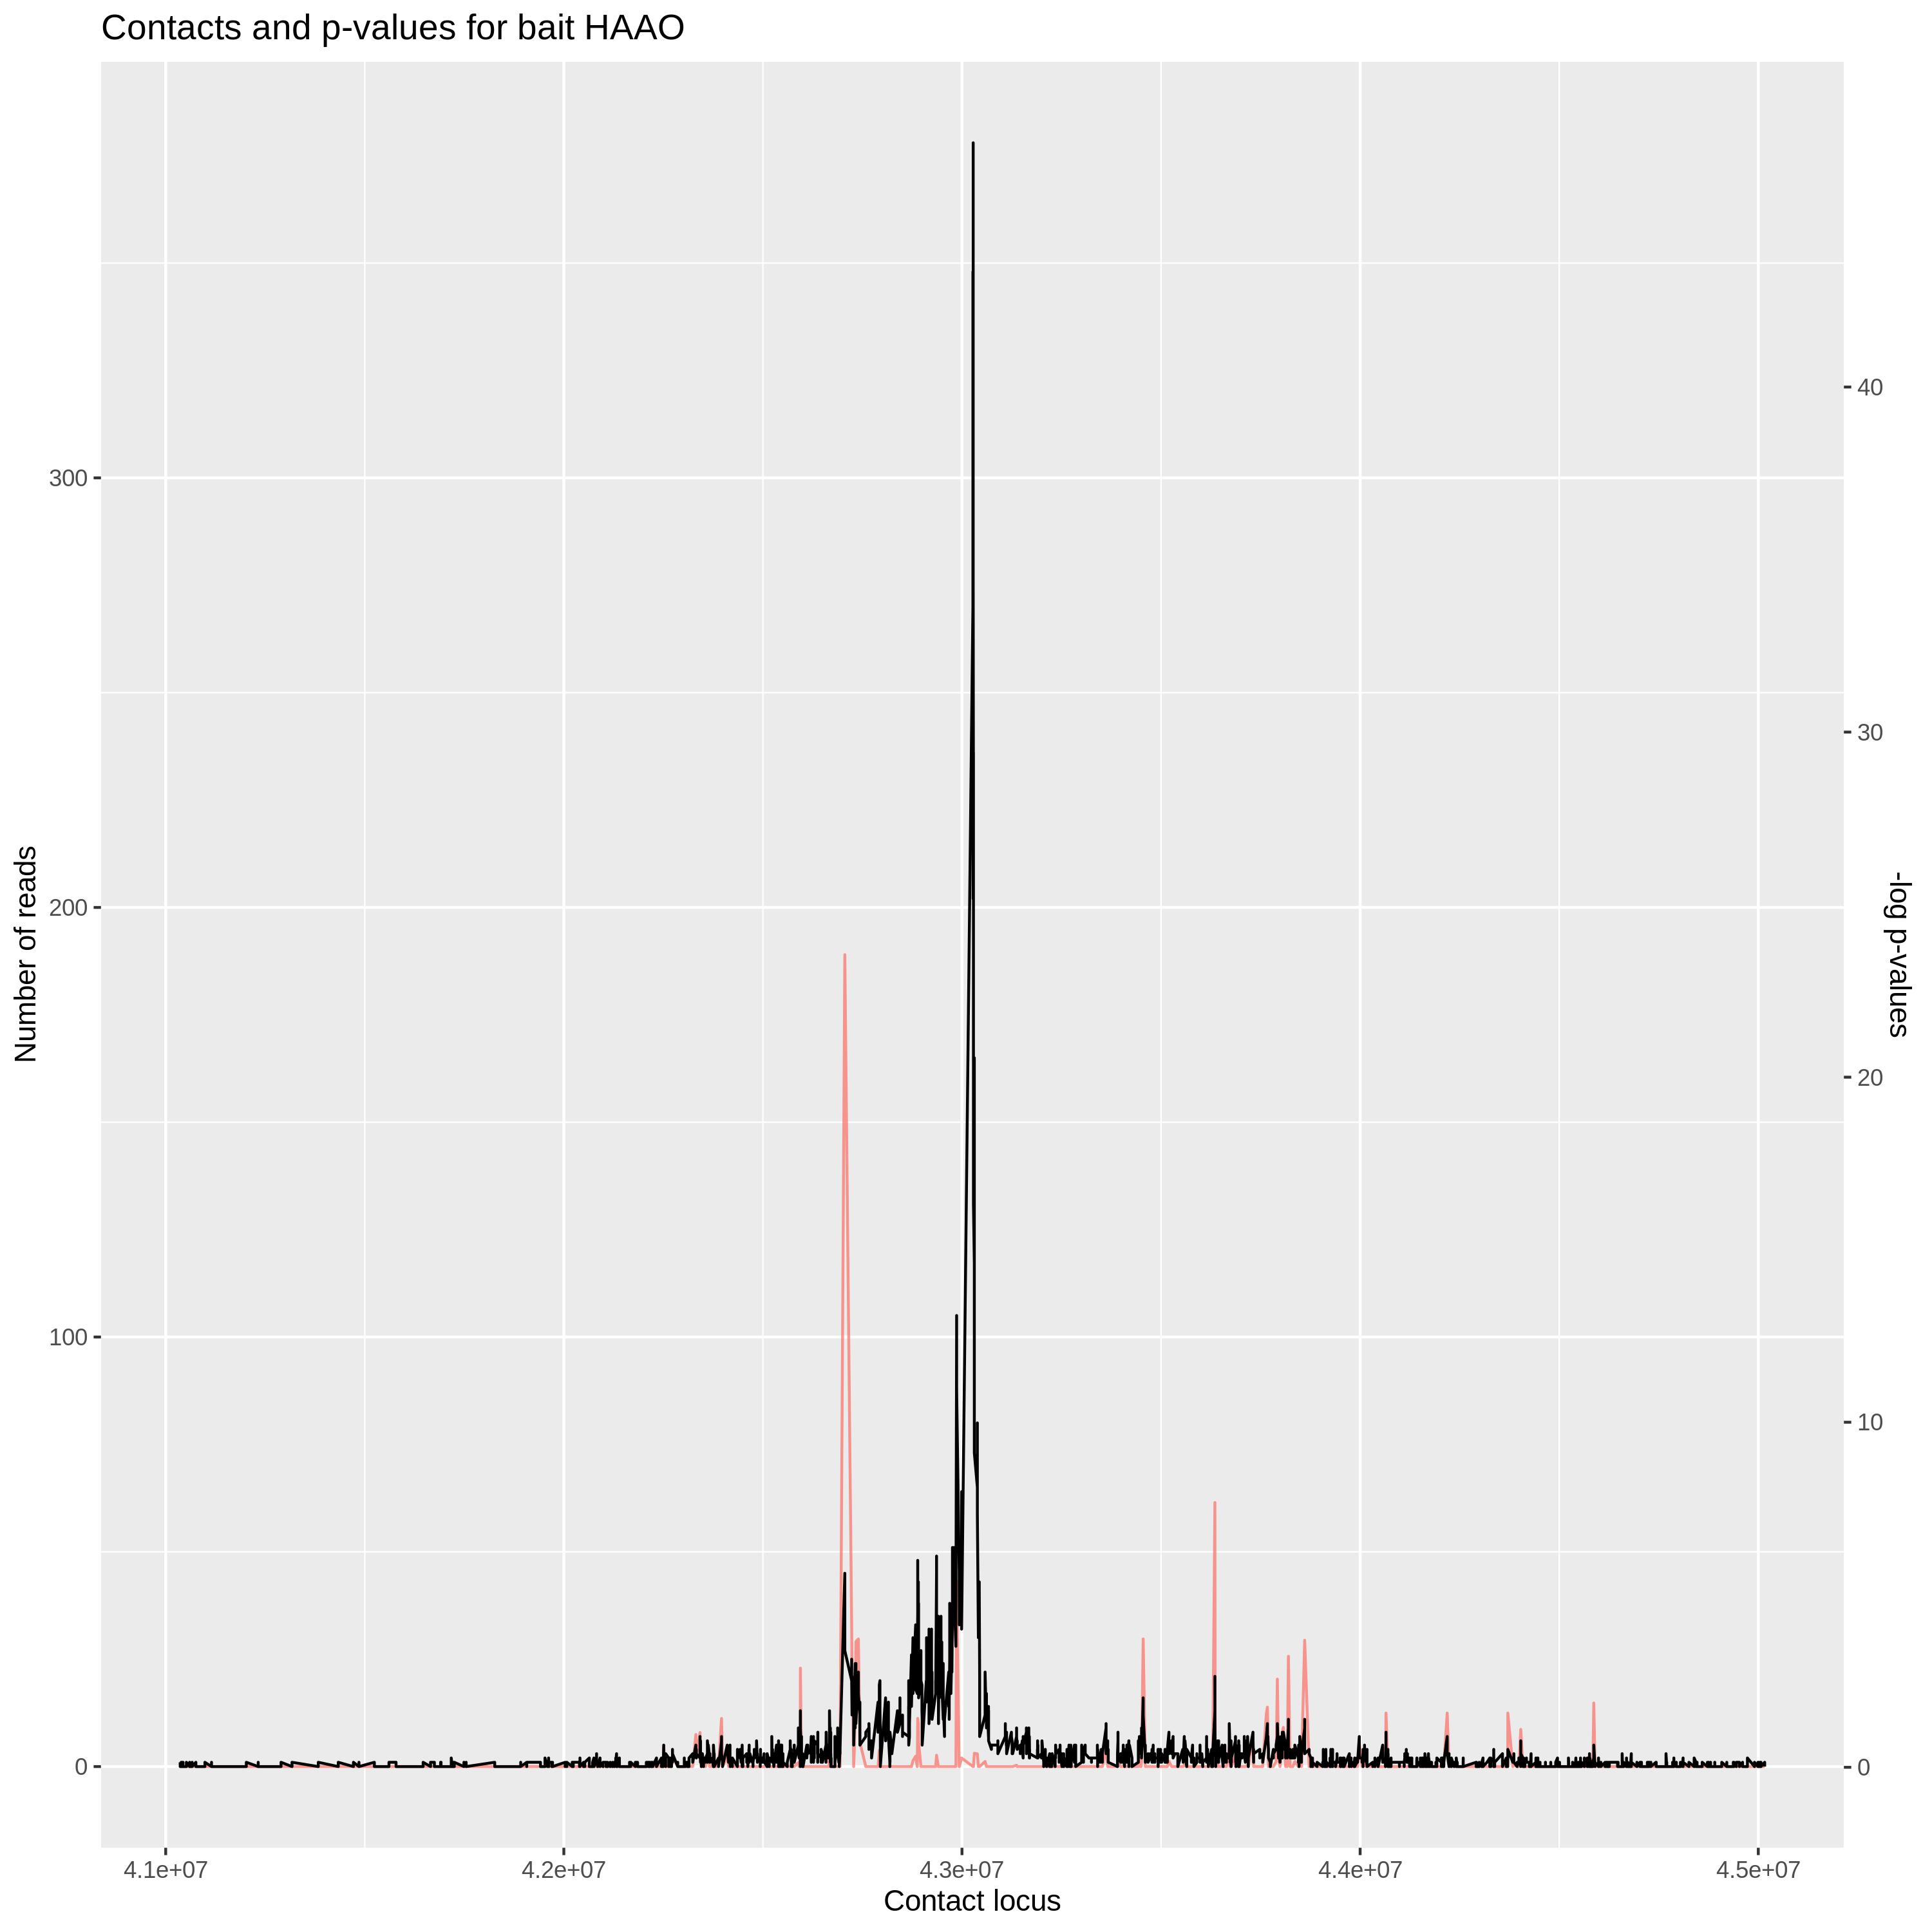 Contacts and p-values for bait HAAO
Number of reads
300
200
100
0
40
30
20
10
0
-log p-values
4.1e+07
4.2e+07
4.3e+07
4.4e+07
4.5e+07
Contact locus